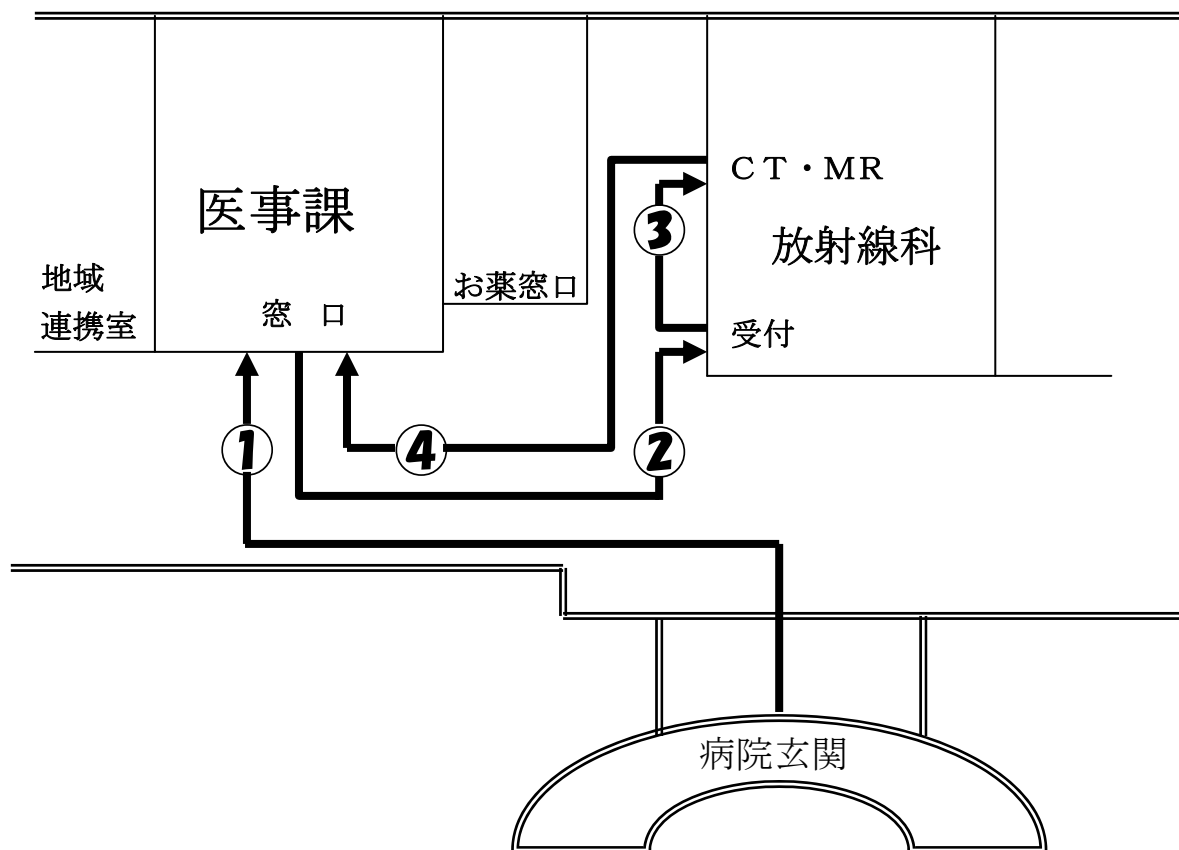 CT・MR
医事課
③
放射線科
地域
お薬窓口
窓 口
連携室
受付
①
④
②
病院玄関